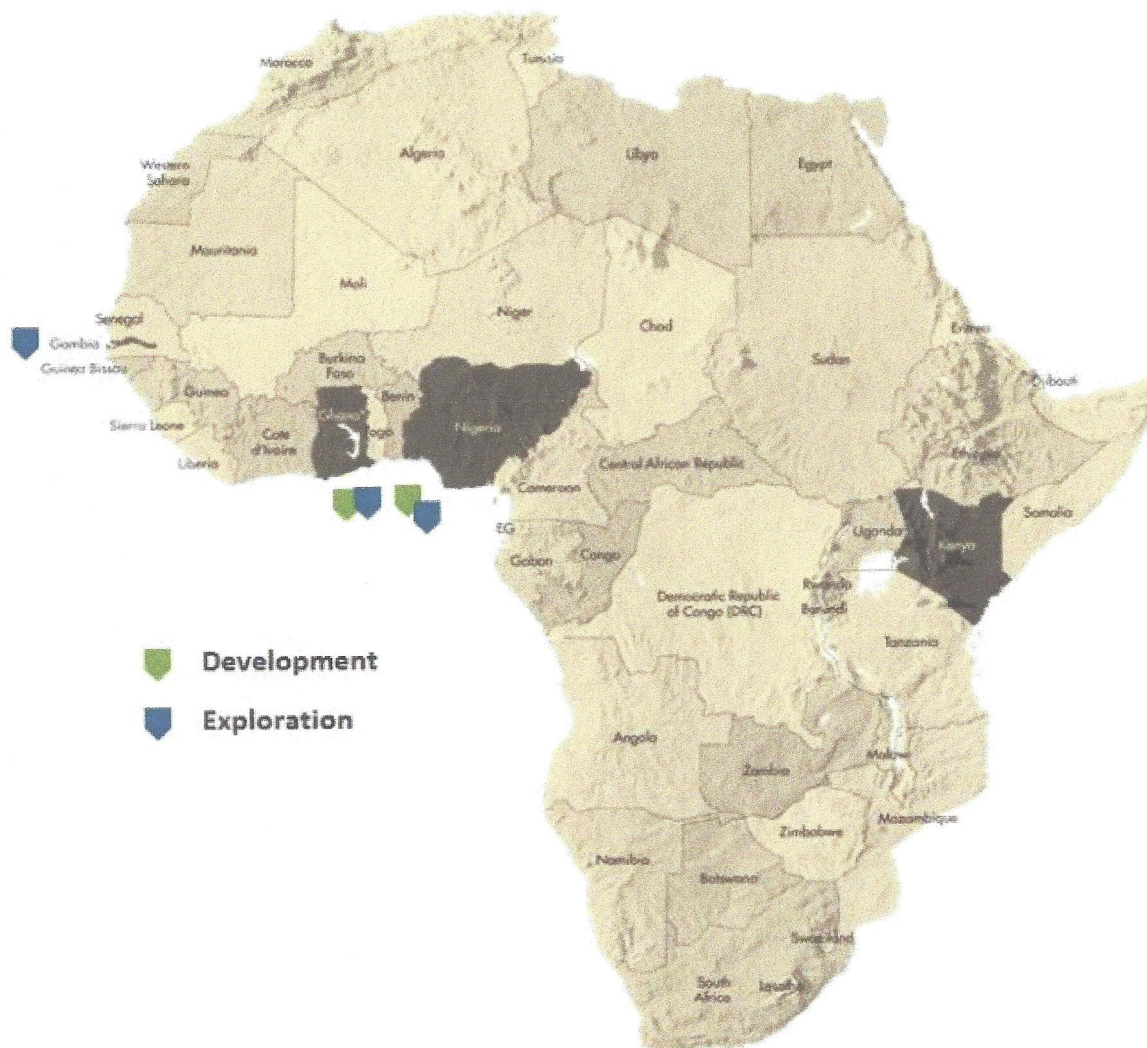 Morocco
Tunisia
Algeria
Libya
Egypt
Western
Sahara
Mauritania
Mali
Niger
Chad
Sudan
Eritrea
Djibouti
Senegal
Gambia
Guinea Bissau
Guinea
Sierra Leone
Liberia
Cote
d'Ivoire
Burkina
Faso
Ghana
Togo
Benin
Nigeria
Cameroon
Central African Republic
Ethiopia
Somalia
EG
Gabon
Congo
Uganda
Kenya
Rwanda
Burundi
Democratic Republic
of Congo (DRC)
Tanzania
Development
Exploration
Angola
Zambia
Malawi
Mozambique
Zimbabwe
Namibia
Botswana
Swaziland
South
Africa
Lesotho